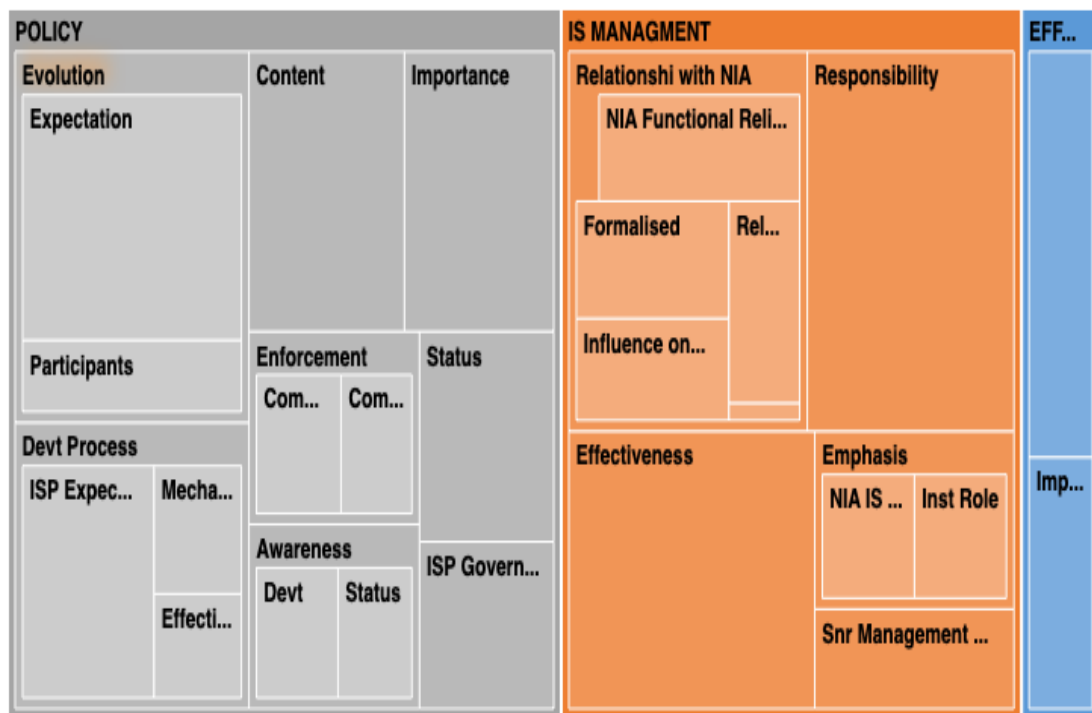 POLICY
Evolution
Expectation
Participants
Devt Process
ISP Expec...
Mecha...
Effecti...
Content
Importance
Enforcement
Com...
Com...
Awareness
Devt
Status
Status
ISP Govern...
IS MANAGMENT
Relationshi with NIA
NIA Functional Reli...
Formalised
Rel...
Influence on...
Responsibility
Effectiveness
Emphasis
NIA IS ...
Inst Role
Snr Management ...
EFF...
Imp...